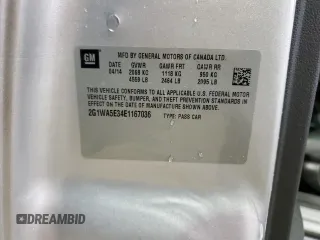 GM
MFD BY GENERAL MOTORS OF CANADA LTD.
DATE GVWR GAWR FRT GAWR RR
04/14 2068 KG 1118 KG 950 KG
4559 LB 2464 LB 2095 LB
THIS VEHICLE CONFORMS TO ALL APPLICABLE U.S. FEDERAL MOTOR
VEHICLE SAFETY, BUMPER, AND THEFT PREVENTION STANDARDS
IN EFFECT ON THE DATE OF MANUFACTURE SHOWN ABOVE.
2G1WA5E34E1167036 TYPE: PASS CAR
DREAMBID